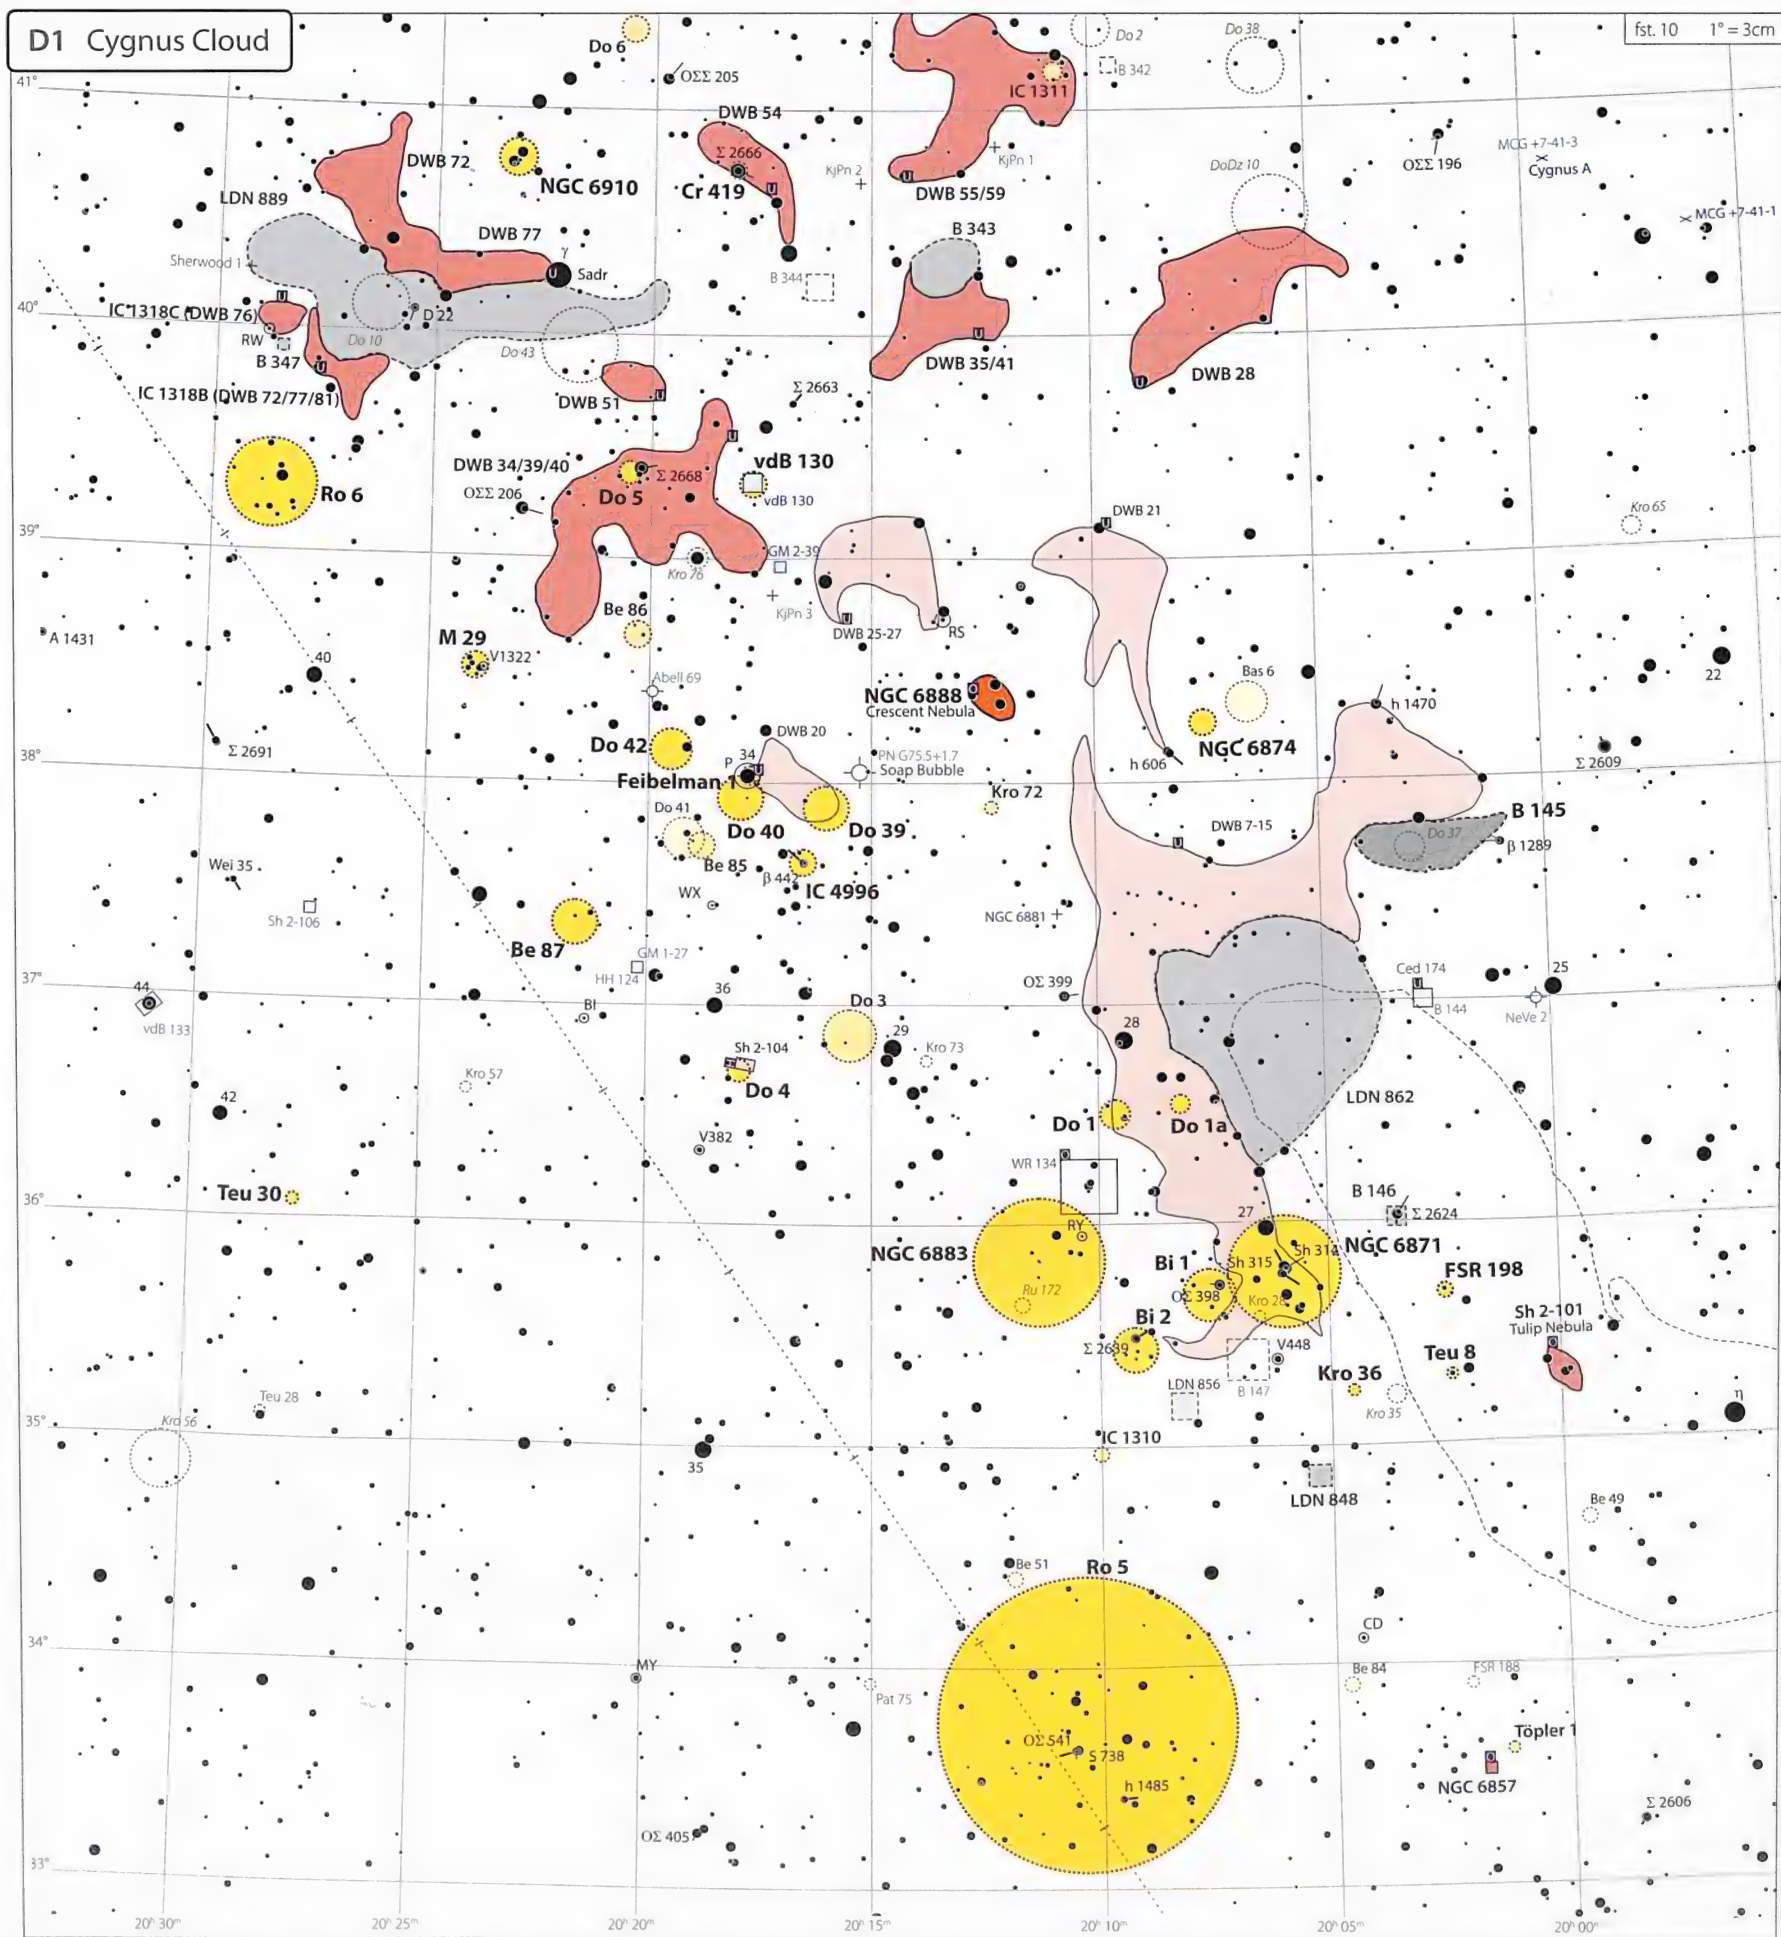 D1 Cygnus Cloud
fst. 10 1° = 3cm
Do 6
Do 2
Do 38
41°
ΟΣΣ 205
B 342
IC 1311
DWB 54
DWB 72
NGC 6910
Σ 2666
Cr 419
KjPn 2
KjPn 1
DWB 55/59
DoDz 10
ΟΣΣ 196
MCG +7-41-3
Cygnus A
MCG +7-41-1
LDN 889
DWB 77
γ
U
Sadr
B 343
Sherwood 1
B 344
40°
IC 1318C (DWB 76)
D 22
RW
B 347
Do 10
Do 43
DWB 35/41
DWB 28
IC 1318B (DWB 72/77/81)
DWB 51
Σ 2663
DWB 34/39/40
vdB 130
Ro 6
ΟΣΣ 206
Do 5
Σ 2668
vdB 130
DWB 21
Kro 65
39°
GM 2-39
Kro 76
KjPn 3
Be 86
DWB 25-27
RS
A 1431
M 29
V1322
40
Abell 69
NGC 6888
Crescent Nebula
Bas 6
22
h 1470
Σ 2691
Do 42
DWB 20
NGC 6874
38°
P
34
Feibelman 1
PN G75.5+1.7
Soap Bubble
h 606
Σ 2609
Do 41
Do 40
Do 39
Kro 72
DWB 7-15
B 145
Do 37
β 1289
Wei 35
Be 85
β 442
IC 4996
Sh 2-106
WX
NGC 6881
Be 87
GM 1-27
HH 124
37°
44
vdB 133
BI
36
Do 3
ΟΣ 399
Ced 174
B 144
25
NeVe 2
28
29
Kro 73
Sh 2-104
Do 4
Kro 57
42
LDN 862
Do 1
Do 1a
V382
WR 134
Teu 30
36°
B 146
Σ 2624
27
RY
NGC 6883
NGC 6871
Bi 1
Sh 315
Sh 314
FSR 198
Ru 172
ΟΣ 398
Kro 28
Bi 2
Sh 2-101
Tulip Nebula
Σ 2639
V448
Teu 8
Kro 36
LDN 856
B 147
Kro 35
η
Teu 28
Kro 56
35°
IC 1310
35
LDN 848
Be 49
Be 51
Ro 5
34°
CD
MY
Be 84
FSR 188
Pat 75
Töpler 1
ΟΣ 541
S 738
NGC 6857
h 1485
Σ 2606
ΟΣ 405
33°
20ʰ 30ᵐ
20ʰ 25ᵐ
20ʰ 20ᵐ
20ʰ 15ᵐ
20ʰ 10ᵐ
20ʰ 05ᵐ
20ʰ 00ᵐ